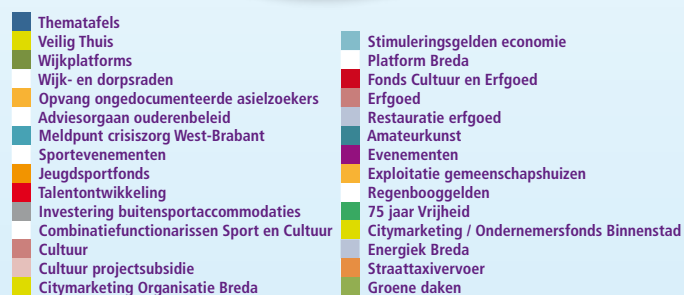 Thematafels
Veilig Thuis
Wijkplatforms
Wijk- en dorpsraden
Opvang ongedocumenteerde asielzoekers
Adviesorgaan ouderenbeleid
Meldpunt crisiszorg West-Brabant
Sportevenementen
Jeugdsportfonds
Talentontwikkeling
Investering buitensportaccommodaties
Combinatiefunctionarissen Sport en Cultuur
Cultuur
Cultuur projectsubsidie
Citymarketing Organisatie Breda
Stimuleringsgelden economie
Platform Breda
Fonds Cultuur en Erfgoed
Erfgoed
Restauratie erfgoed
Amateurkunst
Evenementen
Exploitatie gemeenschapshuizen
Regenbooggelden
75 jaar Vrijheid
Citymarketing / Ondernemersfonds Binnenstad
Energiek Breda
Straattaxivervoer
Groene daken